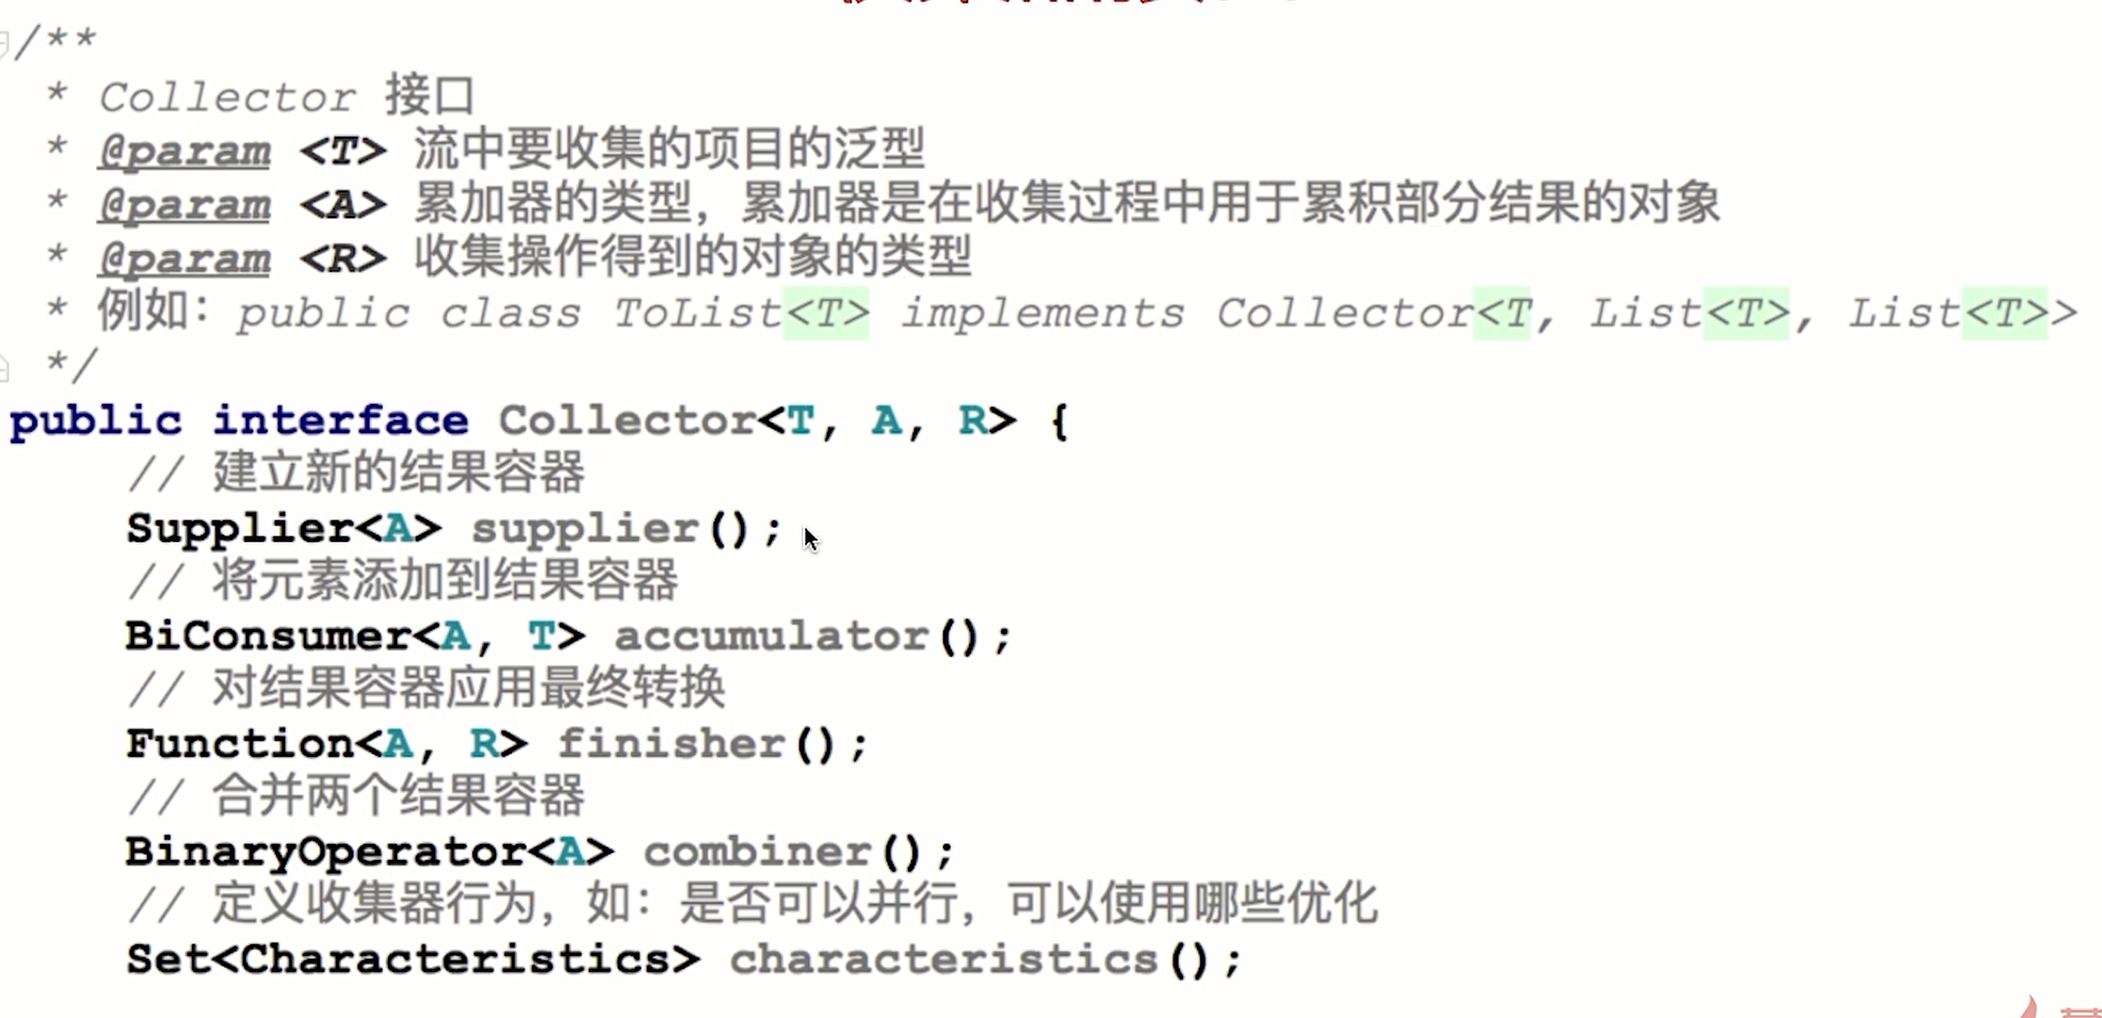 /**
* Collector 接口
* @param <T> 流中要收集的项目的泛型
* @param <A> 累加器的类型，累加器是在收集过程中用于累积部分结果的对象
* @param <R> 收集操作得到的对象的类型
* 例如：public class ToList<T> implements Collector<T, List<T>, List<T>>
*/
public interface Collector<T, A, R> {
// 建立新的结果容器
Supplier<A> supplier();
// 将元素添加到结果容器
BiConsumer<A, T> accumulator();
// 对结果容器应用最终转换
Function<A, R> finisher();
// 合并两个结果容器
BinaryOperator<A> combiner();
// 定义收集器行为，如：是否可以并行，可以使用哪些优化
Set<Characteristics> characteristics();